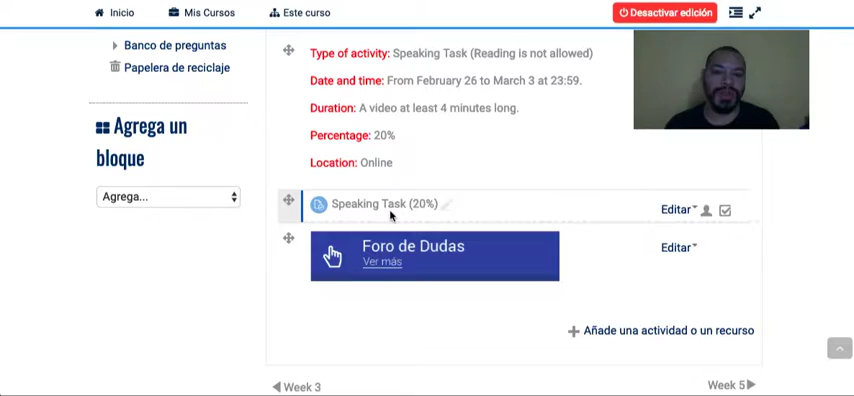 Inicio
Mis Cursos
Este curso
Desactivar edición
Banco de preguntas
Papelera de reciclaje
Agrega un
bloque
Agrega...
Type of activity: Speaking Task (Reading is not allowed)
Date and time: From February 26 to March 3 at 23:59.
Duration: A video at least 4 minutes long.
Percentage: 20%
Location: Online
Speaking Task (20%)
Editar
Foro de Dudas
Ver más
Editar
Añade una actividad o un recurso
Week 3
Week 5